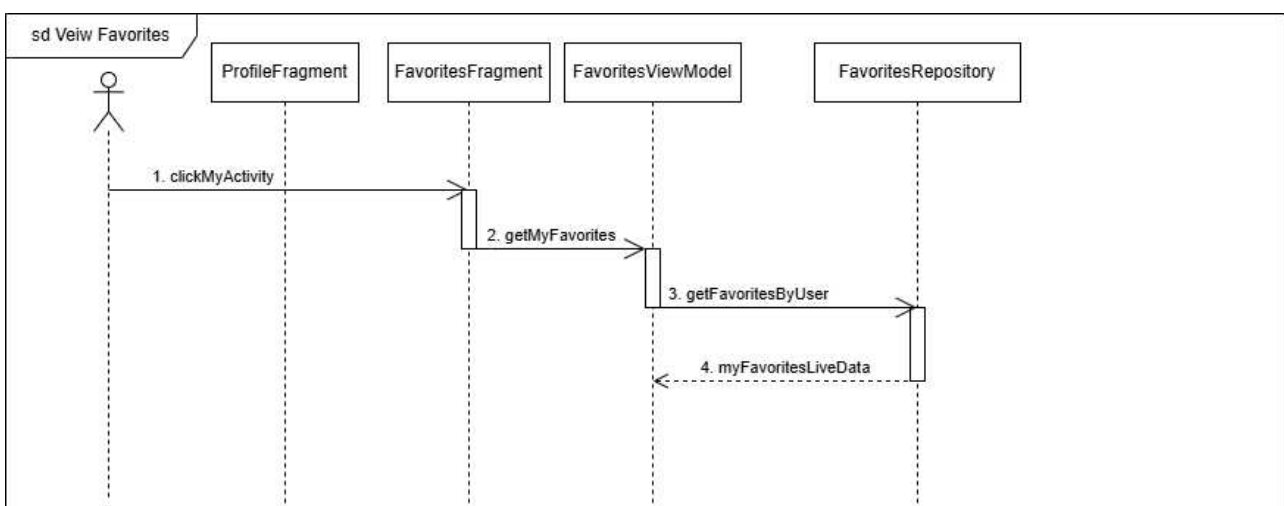 sd Veiw Favorites
ProfileFragment
FavoritesFragment
FavoritesViewModel
FavoritesRepository
1. clickMyActivity
2. getMyFavorites
3. getFavoritesByUser
4. myFavoritesLiveData